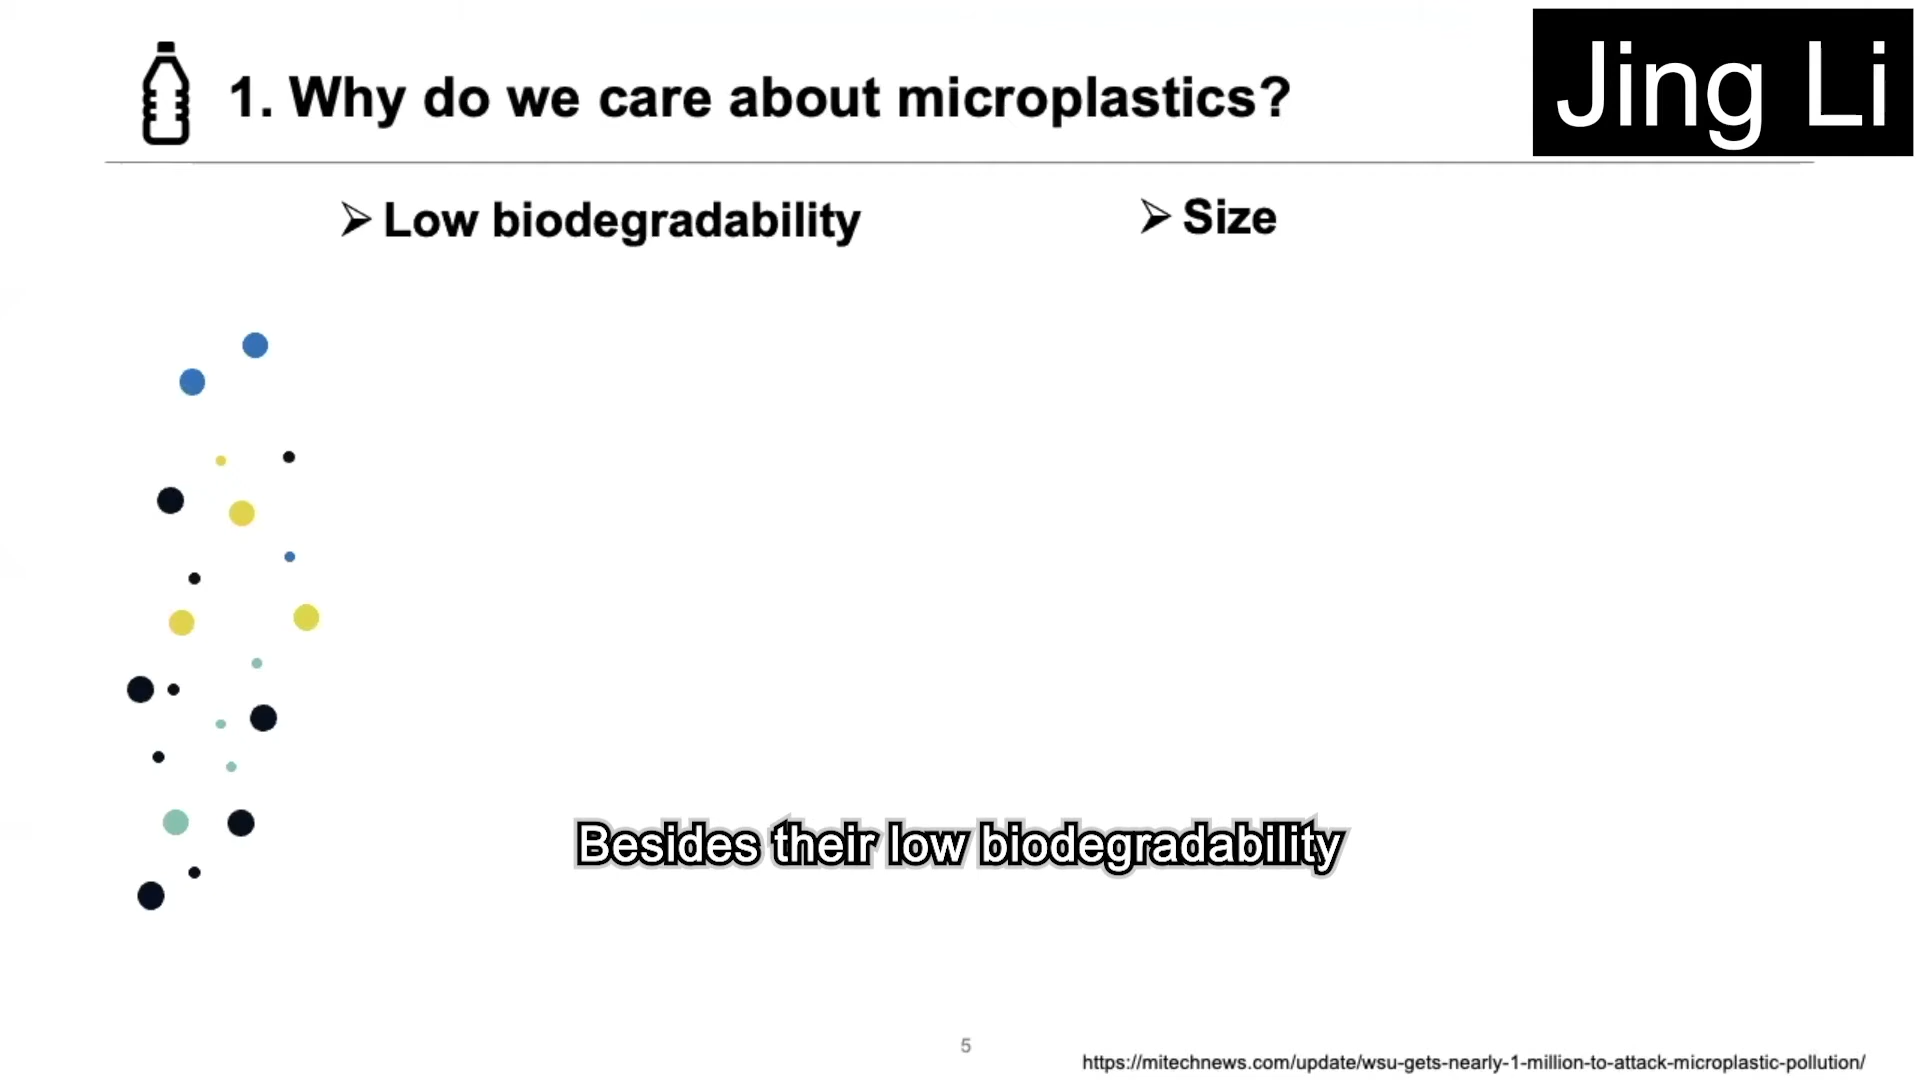 1. Why do we care about microplastics?
Jing Li
➢ Low biodegradability
➢ Size
Besides their low biodegradability
5
https://mitechnews.com/update/wsu-gets-nearly-1-million-to-attack-microplastic-pollution/